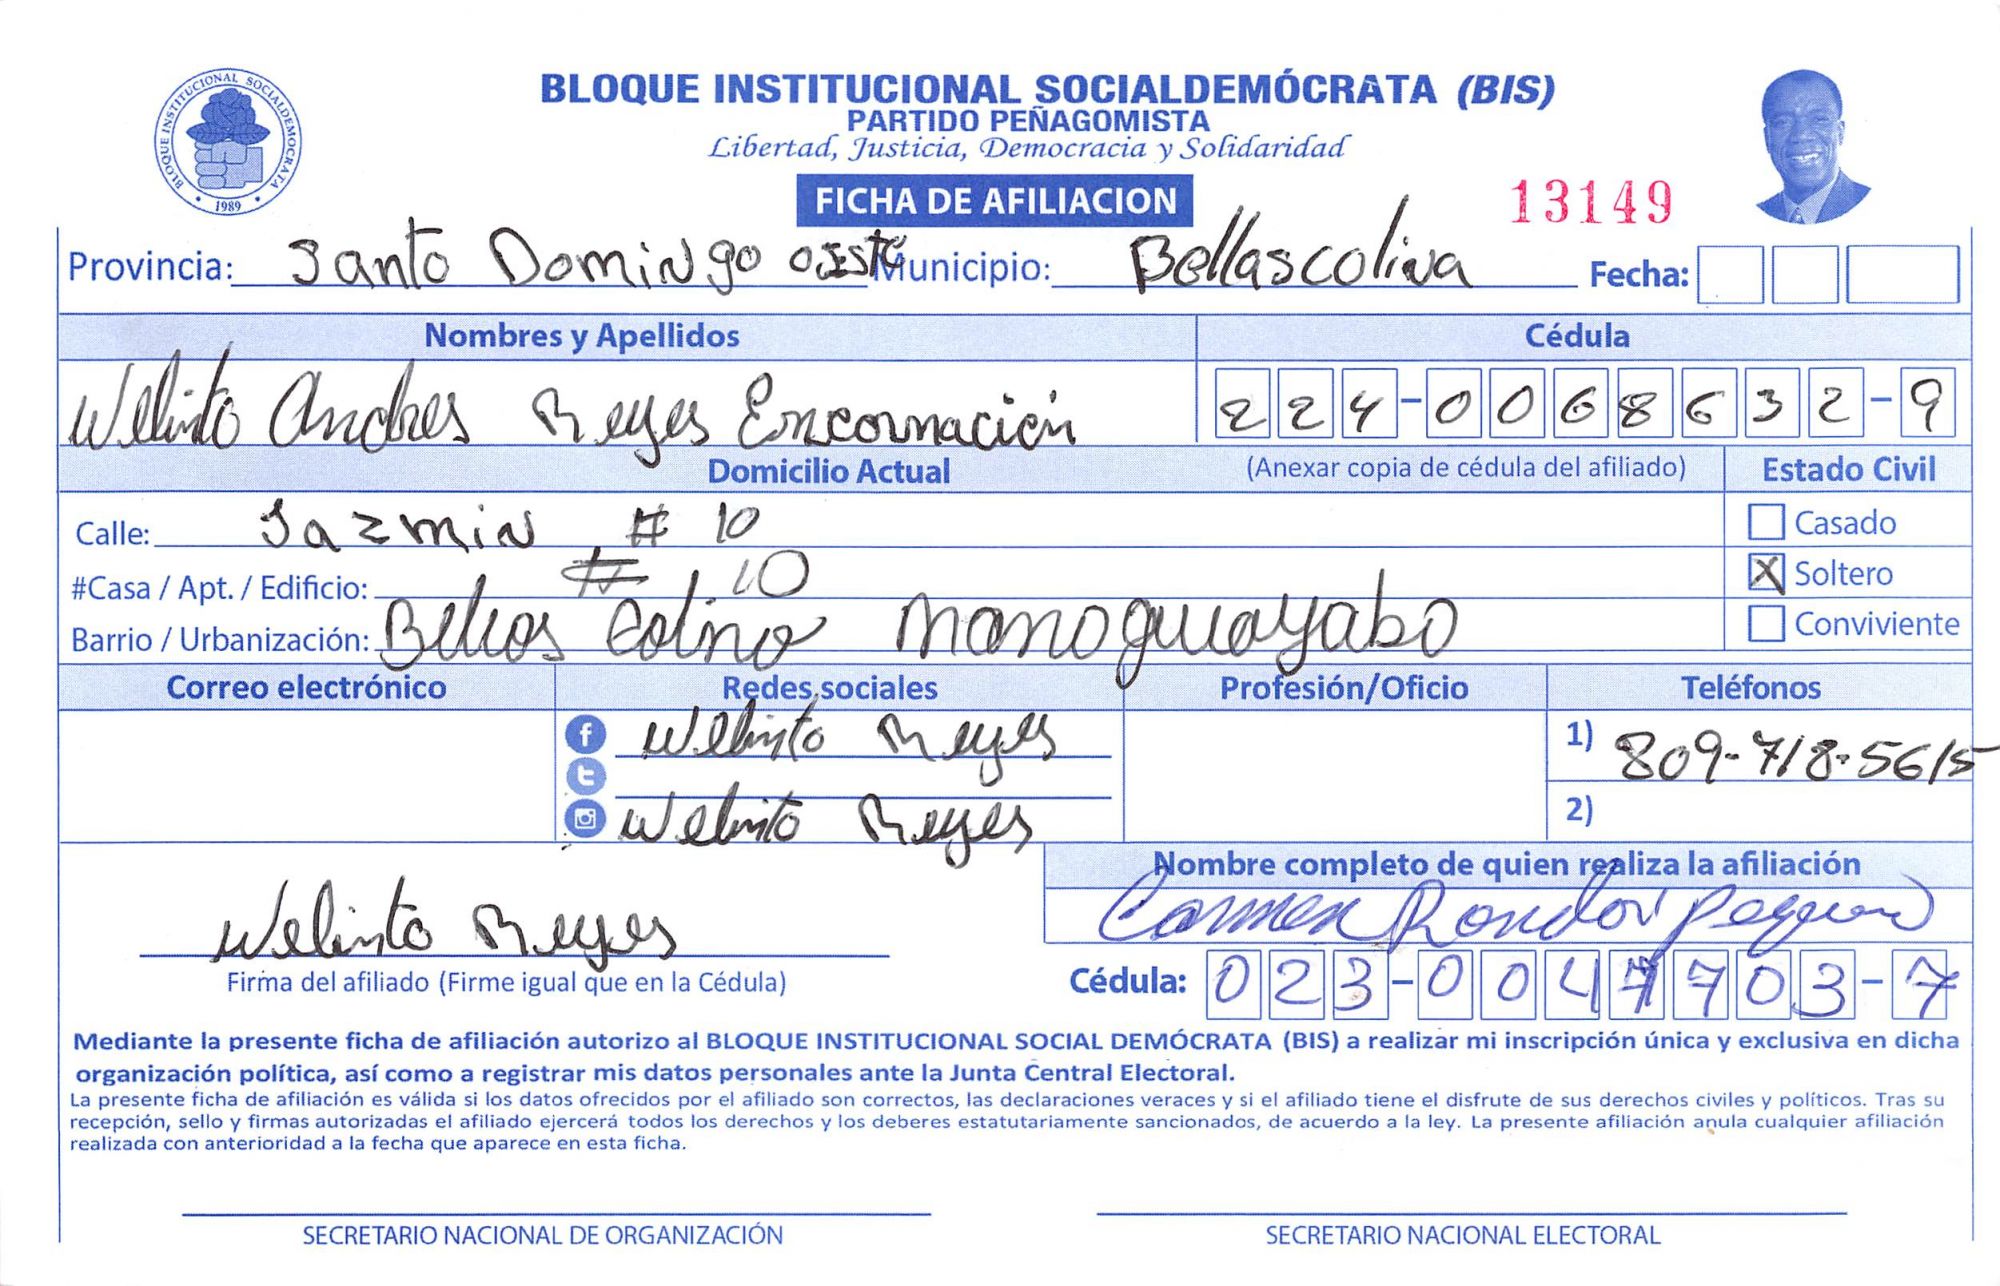 BLOQUE INSTITUCIONAL SOCIALDEMÓCRATA (BIS)
PARTIDO PEÑAGOMISTA
Libertad, Justicia, Democracia y Solidaridad
BLOQUE INSTITUCIONAL SOCIALDEMOCRATA
1989
FICHA DE AFILIACION
13149
Provincia: Santo Domingo oeste Municipio: Bellascolina Fecha:
Nombres y Apellidos Cédula
Welinto Andres Reyes Encornación 224-0068632-9
Domicilio Actual (Anexar copia de cédula del afiliado) Estado Civil
Calle: Jazmin # 10 Casado
#Casa / Apt. / Edificio: # 10 X Soltero
Barrio / Urbanización: Bellas Colina Manoguayabo Conviviente
Correo electrónico Redes sociales Profesión/Oficio Teléfonos
Welinto Reyes 1) 809-718-5615
Welinto Reyes 2)
Nombre completo de quien realiza la afiliación
Welinto Reyes Carmen
Firma del afiliado (Firme igual que en la Cédula) Cédula: 023-0047703-7
Mediante la presente ficha de afiliación autorizo al BLOQUE INSTITUCIONAL SOCIAL DEMÓCRATA (BIS) a realizar mi inscripción única y exclusiva en dicha
organización política, así como a registrar mis datos personales ante la Junta Central Electoral.
La presente ficha de afiliación es válida si los datos ofrecidos por el afiliado son correctos, las declaraciones veraces y si el afiliado tiene el disfrute de sus derechos civiles y políticos. Tras su
recepción, sello y firmas autorizadas el afiliado ejercerá todos los derechos y los deberes estatutariamente sancionados, de acuerdo a la ley. La presente afiliación anula cualquier afiliación
realizada con anterioridad a la fecha que aparece en esta ficha.
SECRETARIO NACIONAL DE ORGANIZACIÓN SECRETARIO NACIONAL ELECTORAL